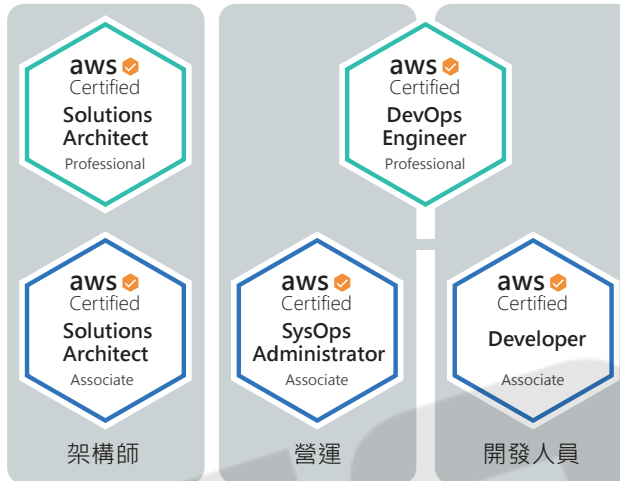 aws
Certified
Solutions
Architect
Professional
aws
Certified
DevOps
Engineer
Professional
aws
Certified
Solutions
Architect
Associate
aws
Certified
SysOps
Administrator
Associate
aws
Certified
Developer
Associate
架構師
營運
開發人員